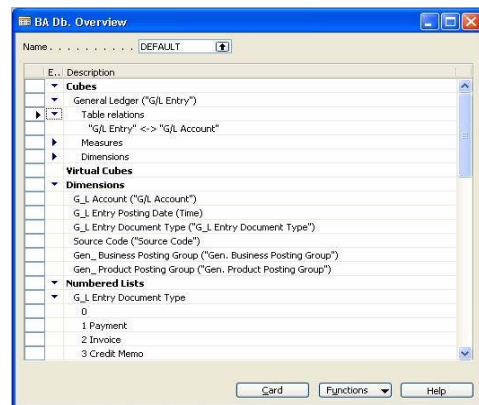 BA Db. Overview
Name . . . . . . . . . . DEFAULT
E.. Description
Cubes
General Ledger ("G/L Entry")
Table relations
"G/L Entry" <-> "G/L Account"
Measures
Dimensions
Virtual Cubes
Dimensions
G_L Account ("G/L Account")
G_L Entry Posting Date (Time)
G_L Entry Document Type ("G_L Entry Document Type")
Source Code ("Source Code")
Gen_ Business Posting Group ("Gen. Business Posting Group")
Gen_ Product Posting Group ("Gen. Product Posting Group")
Numbered Lists
G_L Entry Document Type
0
1 Payment
2 Invoice
3 Credit Memo
Card Functions Help